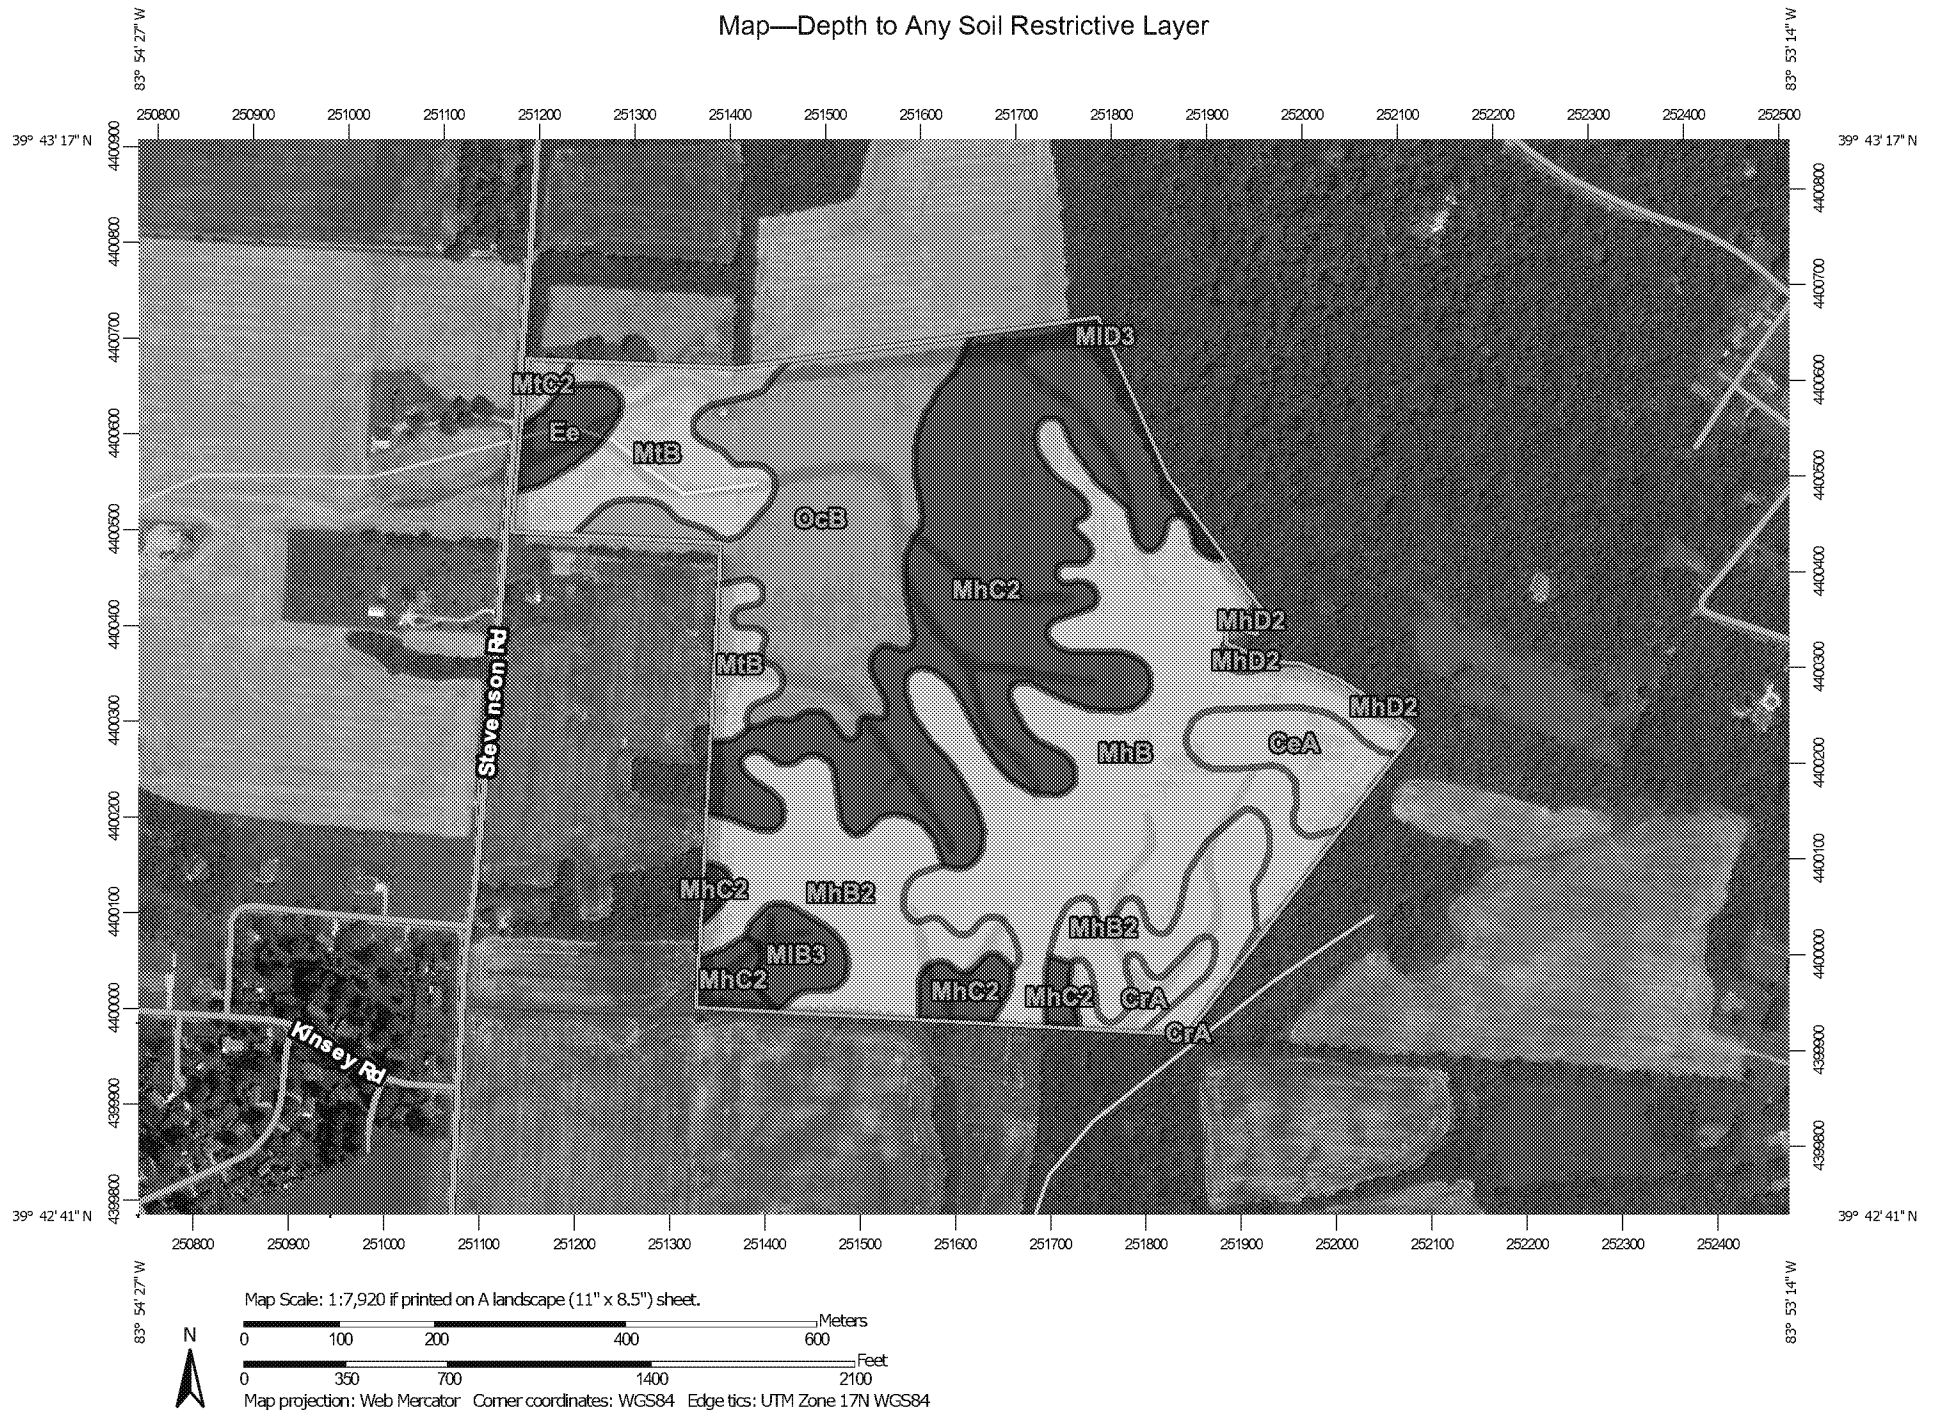 Map—Depth to Any Soil Restrictive Layer
83° 54' 27" W
83° 53' 14" W
250800 250900 251000 251100 251200 251300 251400 251500 251600 251700 251800 251900 252000 252100 252200 252300 252400 252500
39° 43' 17" N
39° 43' 17" N
4400900
4400800
4400700
4400600
4400500
4400400
4400300
4400200
4400100
4400000
4399900
4399800
4400800
4400700
4400600
4400500
4400400
4400300
4400200
4400100
4400000
4399900
4399800
MlD3
MtC2
Ee
MtB
OcB
MhC2
MhD2
MtB
MhD2
MhD2
CeA
MhB
Stevenson Rd
MhC2
MhB2
MhB2
MlB3
MhC2
MhC2
MhC2
CrA
CrA
Kinsey Rd
39° 42' 41" N
39° 42' 41" N
250800 250900 251000 251100 251200 251300 251400 251500 251600 251700 251800 251900 252000 252100 252200 252300 252400
83° 54' 27" W
83° 53' 14" W
Map Scale: 1:7,920 if printed on A landscape (11" x 8.5") sheet.
Meters
0 100 200 400 600
N
Feet
0 350 700 1400 2100
Map projection: Web Mercator Corner coordinates: WGS84 Edge tics: UTM Zone 17N WGS84